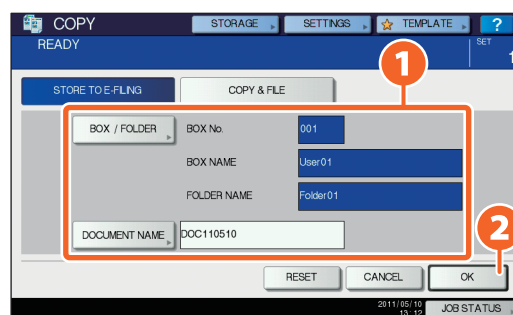 COPY STORAGE SETTINGS TEMPLATE ?
READY SET
1
1
STORE TO E-FILING COPY & FILE
BOX / FOLDER BOX No. 001
BOX NAME User01
FOLDER NAME Folder01
DOCUMENT NAME DOC110510
2
RESET CANCEL OK
2011/05/10
13:12 JOB STATUS